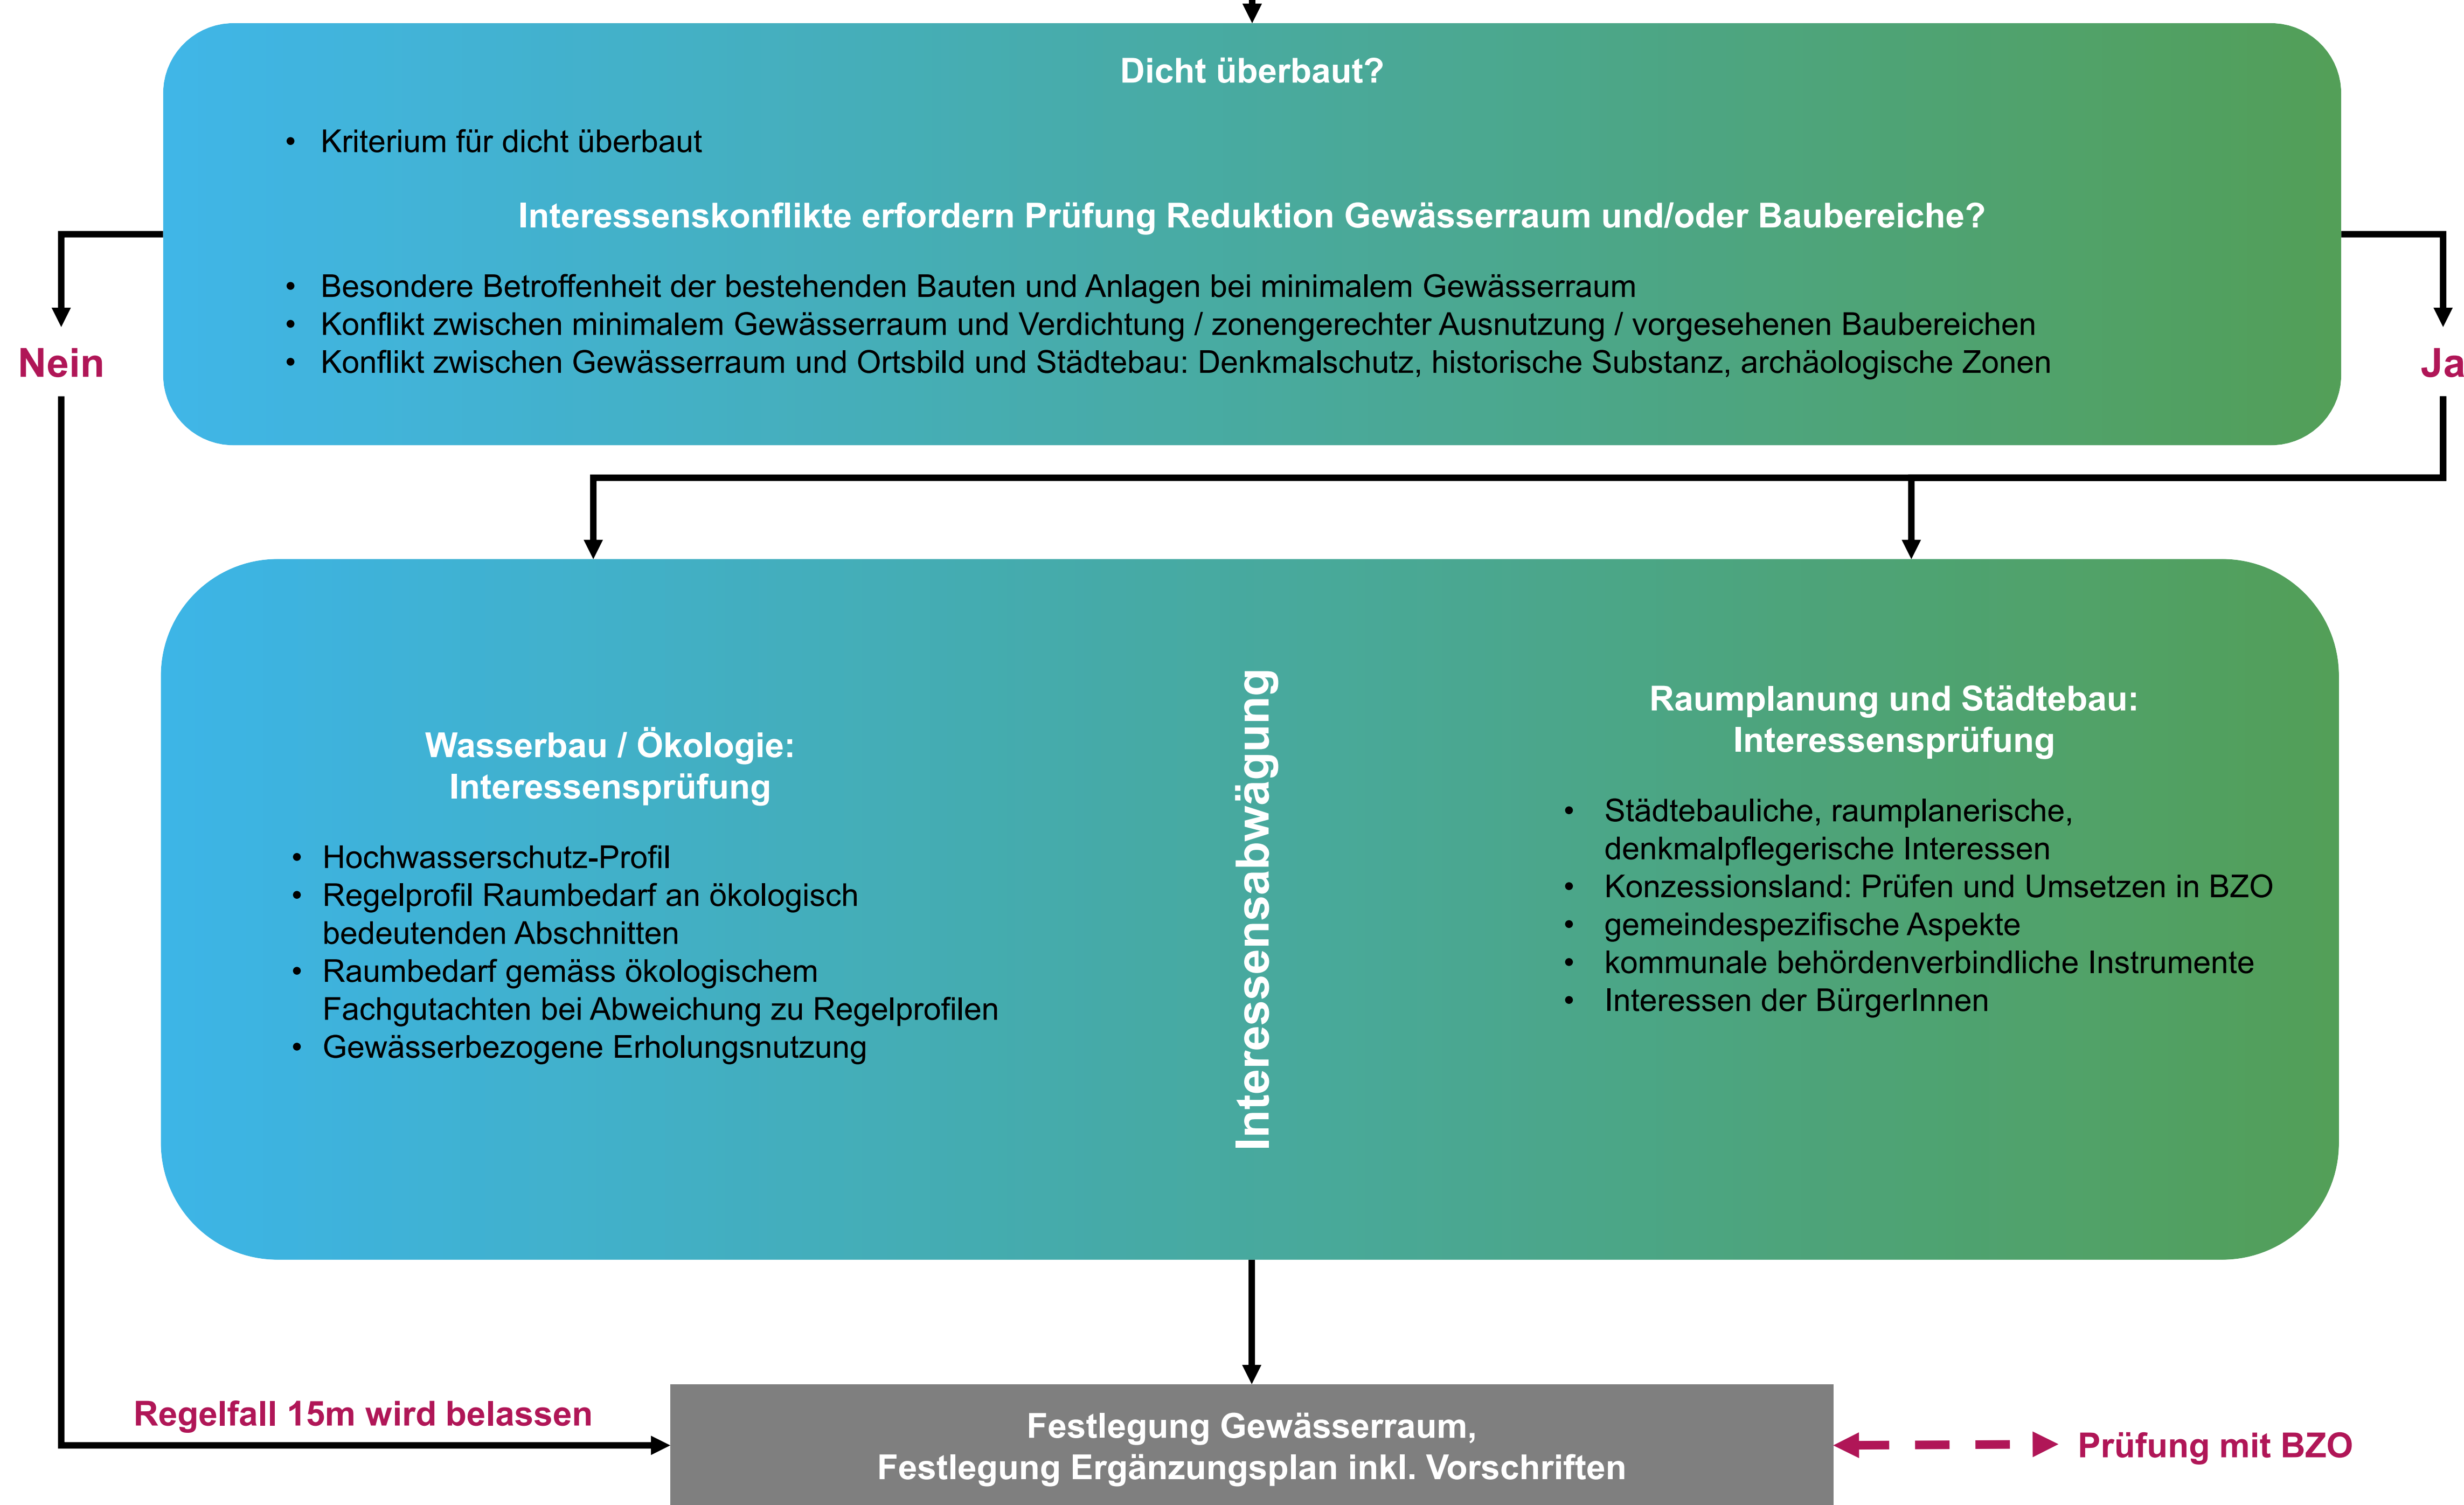 Dicht überbaut?
• Kriterium für dicht überbaut
Interessenskonflikte erfordern Prüfung Reduktion Gewässerraum und/oder Baubereiche?
• Besondere Betroffenheit der bestehenden Bauten und Anlagen bei minimalem Gewässerraum
• Konflikt zwischen minimalem Gewässerraum und Verdichtung / zonengerechter Ausnutzung / vorgesehenen Baubereichen
• Konflikt zwischen Gewässerraum und Ortsbild und Städtebau: Denkmalschutz, historische Substanz, archäologische Zonen
Nein
Ja
Wasserbau / Ökologie:
Interessensprüfung
• Hochwasserschutz-Profil
• Regelprofil Raumbedarf an ökologisch
bedeutenden Abschnitten
• Raumbedarf gemäss ökologischem
Fachgutachten bei Abweichung zu Regelprofilen
• Gewässerbezogene Erholungsnutzung
Interessensabwägung
Raumplanung und Städtebau:
Interessensprüfung
• Städtebauliche, raumplanerische,
denkmalpflegerische Interessen
• Konzessionsland: Prüfen und Umsetzen in BZO
• gemeindespezifische Aspekte
• kommunale behördenverbindliche Instrumente
• Interessen der BürgerInnen
Regelfall 15m wird belassen
Festlegung Gewässerraum,
Festlegung Ergänzungsplan inkl. Vorschriften
Prüfung mit BZO